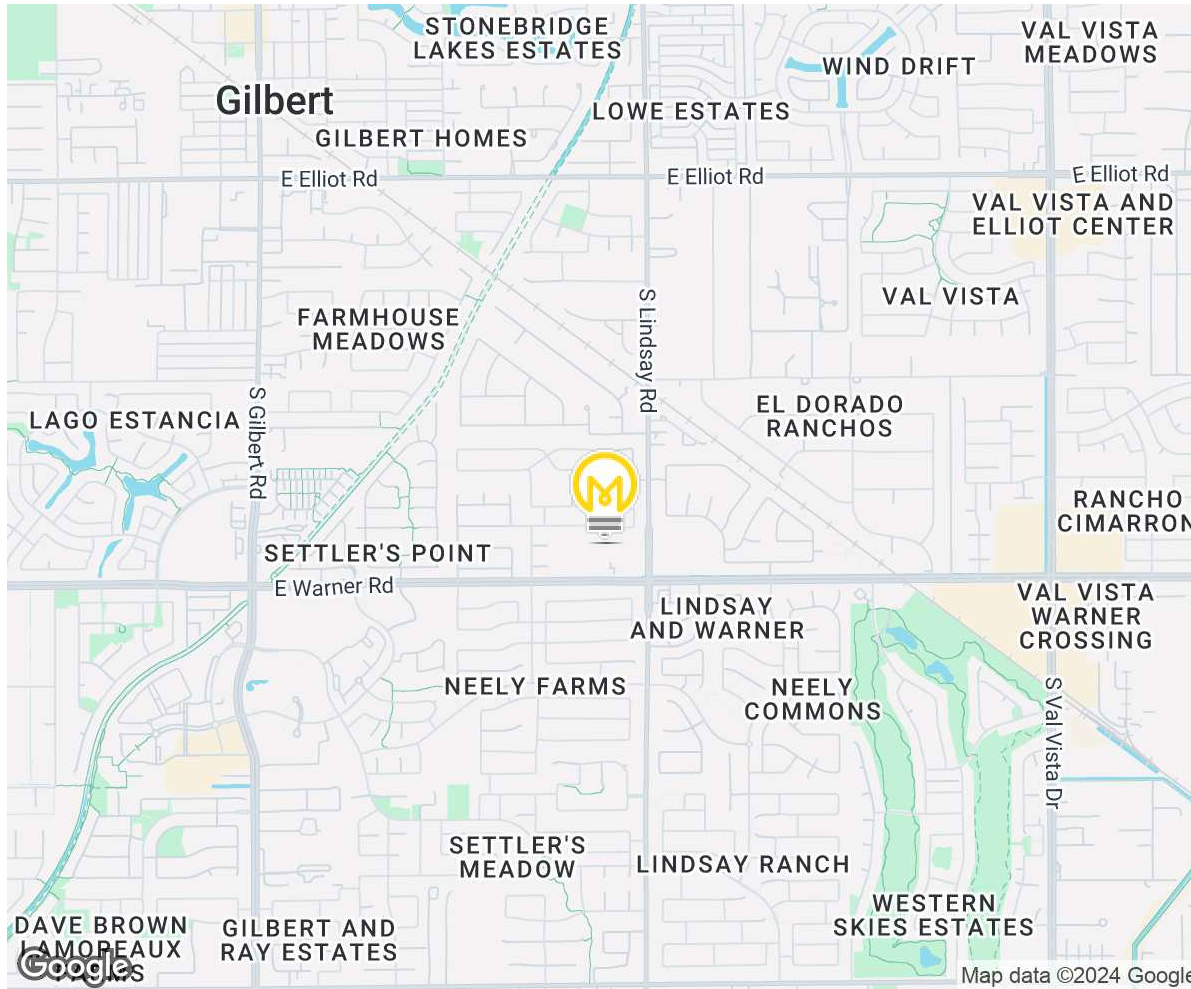 STONEBRIDGE
LAKES ESTATES
VAL VISTA
MEADOWS
WIND DRIFT
Gilbert
LOWE ESTATES
GILBERT HOMES
E Elliot Rd
E Elliot Rd
E Elliot Rd
VAL VISTA AND
ELLIOT CENTER
VAL VISTA
FARMHOUSE
MEADOWS
S Lindsay Rd
LAGO ESTANCIA
S Gilbert Rd
EL DORADO
RANCHOS
M
RANCHO
CIMARRON
SETTLER'S POINT
E Warner Rd
LINDSAY
AND WARNER
VAL VISTA
WARNER
CROSSING
NEELY FARMS
NEELY
COMMONS
S Val Vista Dr
SETTLER'S
MEADOW
LINDSAY RANCH
WESTERN
SKIES ESTATES
DAVE BROWN
LAMOREAUX
FARMS
GILBERT AND
RAY ESTATES
Google
Map data ©2024 Google